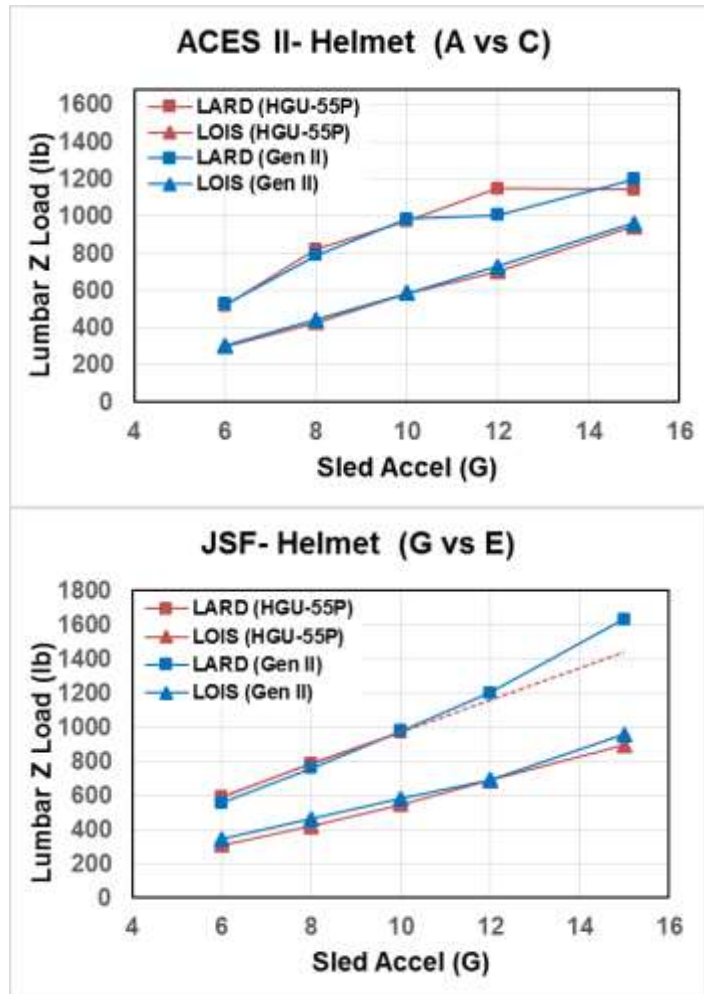 ACES II- Helmet (A vs C)
1600
1400
1200
1000
800
600
400
200
0
Lumbar Z Load (lb)
LARD (HGU-55P)
LOIS (HGU-55P)
LARD (Gen II)
LOIS (Gen II)
4 6 8 10 12 14 16
Sled Accel (G)
JSF- Helmet (G vs E)
1800
1600
1400
1200
1000
800
600
400
200
0
Lumbar Z Load (lb)
LARD (HGU-55P)
LOIS (HGU-55P)
LARD (Gen II)
LOIS (Gen II)
4 6 8 10 12 14 16
Sled Accel (G)